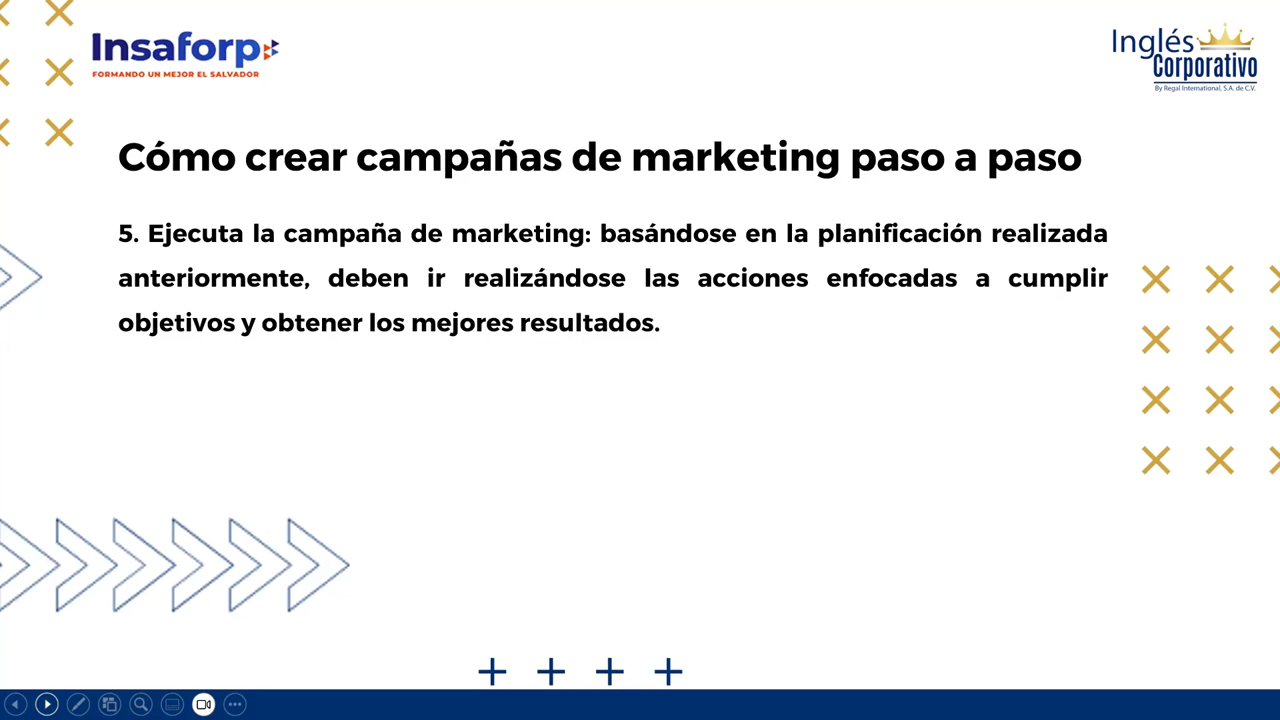 Insaforp
FORMANDO UN MEJOR EL SALVADOR
Inglés
Corporativo
By Regal International, S.A. de C.V.
Cómo crear campañas de marketing paso a paso
5. Ejecuta la campaña de marketing: basándose en la planificación realizada
anteriormente, deben ir realizándose las acciones enfocadas a cumplir
objetivos y obtener los mejores resultados.